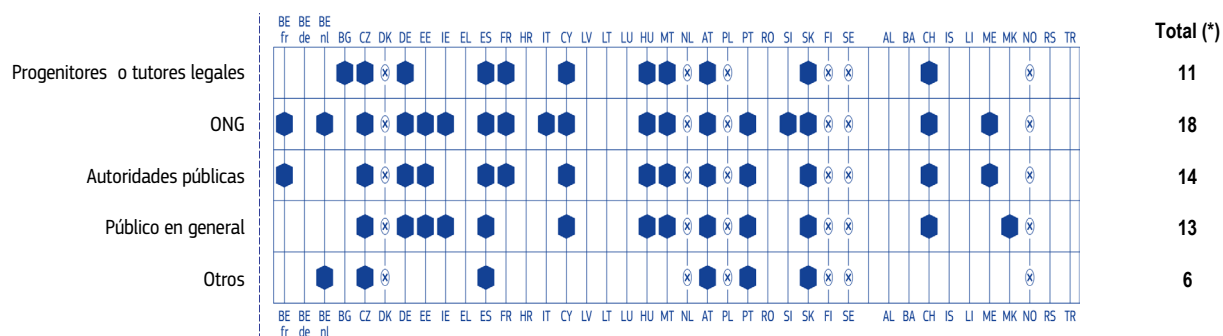 BE BE BE
fr de nl BG CZ DK DE EE IE EL ES FR HR IT CY LV LT LU HU MT NL AT PL PT RO SI SK FI SE AL BA CH IS LI ME MK NO RS TR
Total (*)
Progenitores o tutores legales x x x x x x 11
ONG x x x x x x 18
Autoridades públicas x x x x x x 14
Público en general x x x x x x 13
Otros x x x x x x 6
BE BE BE BG CZ DK DE EE IE EL ES FR HR IT CY LV LT LU HU MT NL AT PL PT RO SI SK FI SE AL BA CH IS LI ME MK NO RS TR
fr de nl